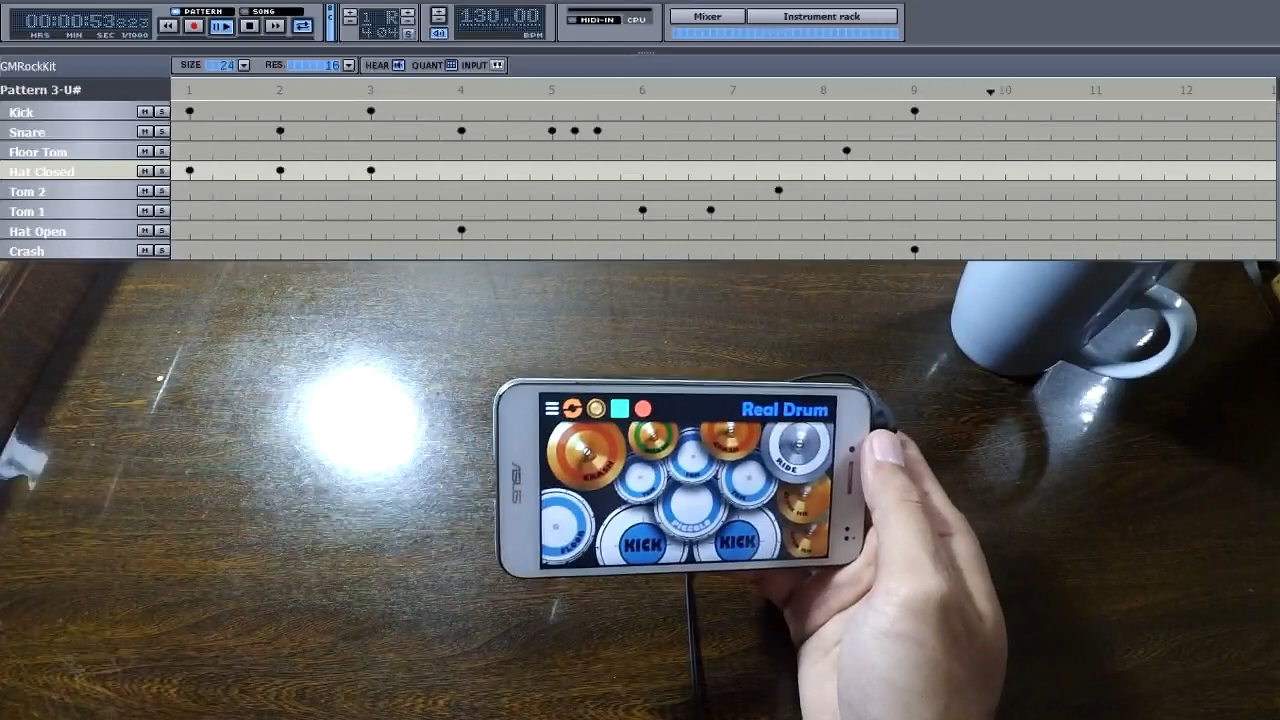 PATTERN SONG
00:00:53 823
HRS MIN SEC 1/1000
1 R
404 S
130.00
BPM
MIDI-IN CPU
Mixer Instrument rack
GMRockKit
SIZE 24 RES. 16 HEAR QUANT INPUT
Pattern 3-U#
1 2 3 4 5 6 7 8 9 10 11 12
Kick M S
Snare M S
Floor Tom M S
Hat Closed M S
Tom 2 M S
Tom 1 M S
Hat Open M S
Crash M S
Real Drum
CRASH
RIDE
PICCOLO
FLOOR
KICK KICK
ASUS